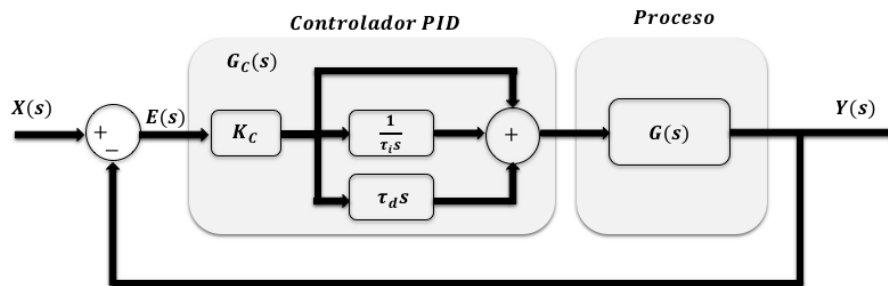 Controlador PID
Proceso
G_C(s)
X(s)
E(s)
Y(s)
+
−
K_C
1/τ_i s
+
G(s)
τ_d s